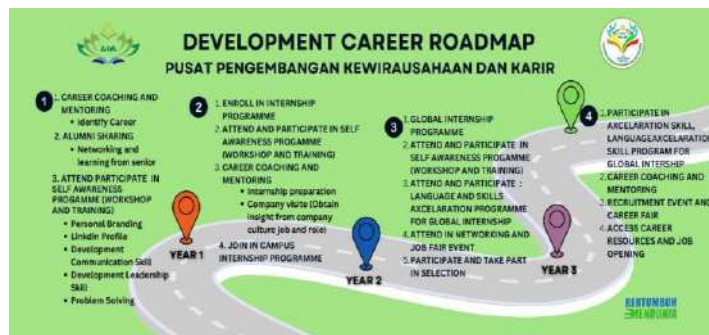 DEVELOPMENT CAREER ROADMAP
PUSAT PENGEMBANGAN KEWIRAUSAHAAN DAN KARIR
1
1. CAREER COACHING AND
MENTORING
• Identify Career
2. ALUMNI SHARING
• Networking and
learning from senior
3. ATTEND PARTICIPATE IN
SELF AWARENESS
PROGAMME (WORKSHOP
AND TRAINING)
• Personal Branding
• Linkdin Profile
• Development
Communication Skill
• Development Leadership
Skill
• Problem Solving
YEAR 1
2
1. ENROLL IN INTERNSHIP
PROGRAMME
2. ATTEND AND PARTICIPATE IN SELF
AWARENESS PROGAMME
(WORKSHOP AND TRAINING)
3. CAREER COACHING AND
MENTORING
• Internship preparation
• Company visite (Obtain
insight from company
culture job and role)
4. JOIN IN CAMPUS
INTERNSHIP PROGRAMME
YEAR 2
3
1. GLOBAL INTERNSHIP
PROGRAMME
2. ATTEND AND PARTICIPATE IN
SELF AWARENESS PROGAMME
(WORKSHOP AND TRAINING)
3. ATTEND AND PARTICIPATE :
LANGUAGE AND SKILLS
AXCELARATION PROGRAMME
FOR GLOBAL INTERNSHIP
4. ATTEND IN NETWORKING AND
JOB FAIR EVENT
5. PARTICIPATE AND TAKE PART
IN SELECTION
YEAR 3
4
1. PARTICIPATE IN
AXCELARATION SKILL,
LANGUAGEAXCELARATION
SKILL PROGRAM FOR
GLOBAL INTERSHIP
2. CAREER COACHING AND
MENTORING
3. RECRUITMENT EVENT AND
CAREER FAIR
4. ACCESS CAREER
RESOURCES AND JOB
OPENING
BERTUMBUH
MENDUNIA